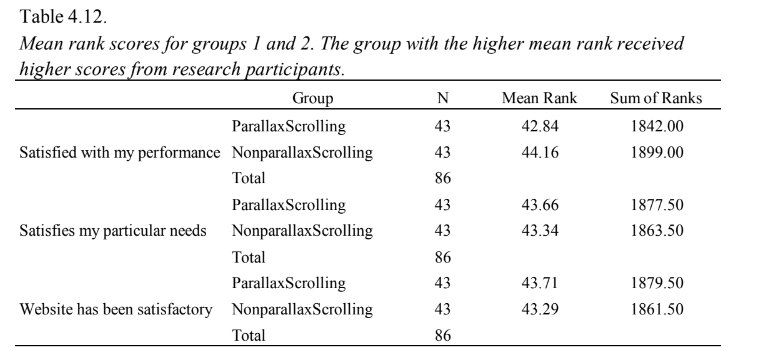 Table 4.12.
Mean rank scores for groups 1 and 2. The group with the higher mean rank received
higher scores from research participants.
Group N Mean Rank Sum of Ranks
ParallaxScrolling 43 42.84 1842.00
Satisfied with my performance NonparallaxScrolling 43 44.16 1899.00
Total 86
ParallaxScrolling 43 43.66 1877.50
Satisfies my particular needs NonparallaxScrolling 43 43.34 1863.50
Total 86
ParallaxScrolling 43 43.71 1879.50
Website has been satisfactory NonparallaxScrolling 43 43.29 1861.50
Total 86